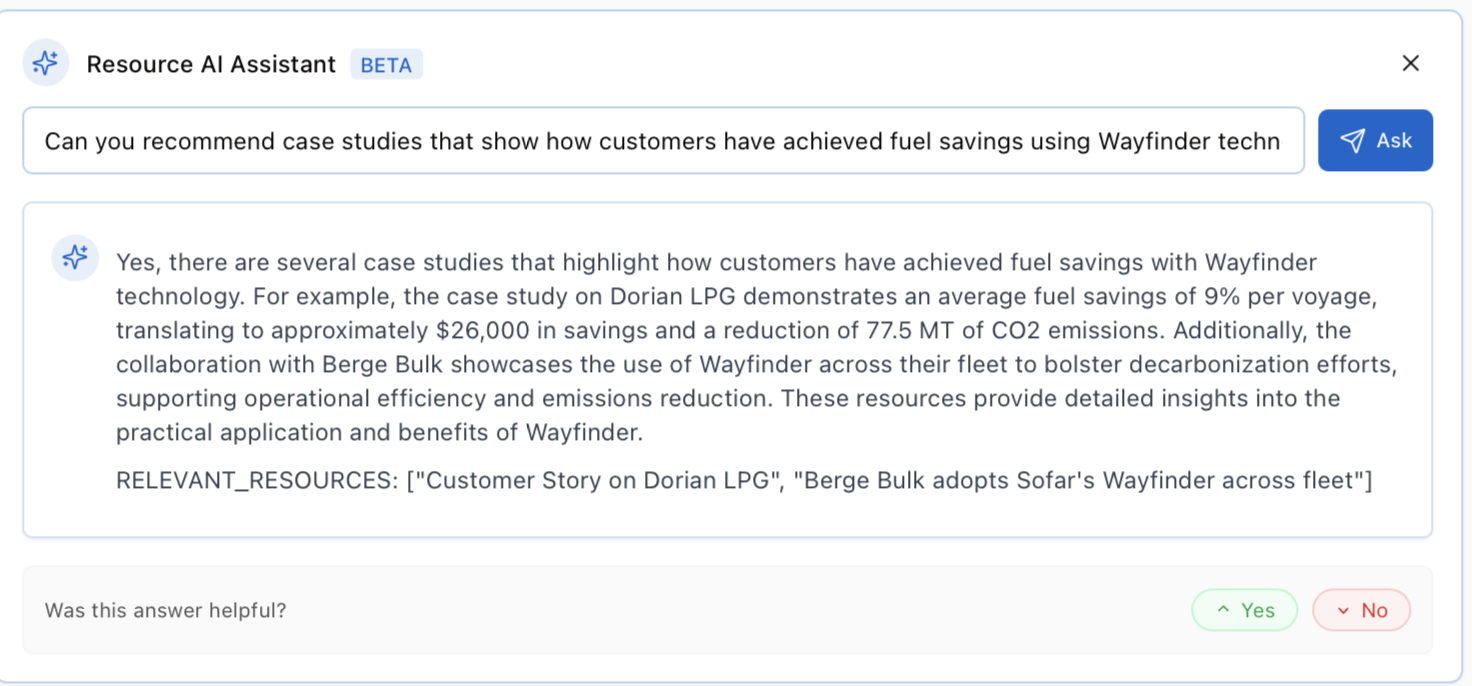 Resource AI Assistant BETA
Can you recommend case studies that show how customers have achieved fuel savings using Wayfinder techn
Ask
Yes, there are several case studies that highlight how customers have achieved fuel savings with Wayfinder
technology. For example, the case study on Dorian LPG demonstrates an average fuel savings of 9% per voyage,
translating to approximately $26,000 in savings and a reduction of 77.5 MT of CO2 emissions. Additionally, the
collaboration with Berge Bulk showcases the use of Wayfinder across their fleet to bolster decarbonization efforts,
supporting operational efficiency and emissions reduction. These resources provide detailed insights into the
practical application and benefits of Wayfinder.
RELEVANT_RESOURCES: ["Customer Story on Dorian LPG", "Berge Bulk adopts Sofar's Wayfinder across fleet"]
Was this answer helpful?
Yes
No